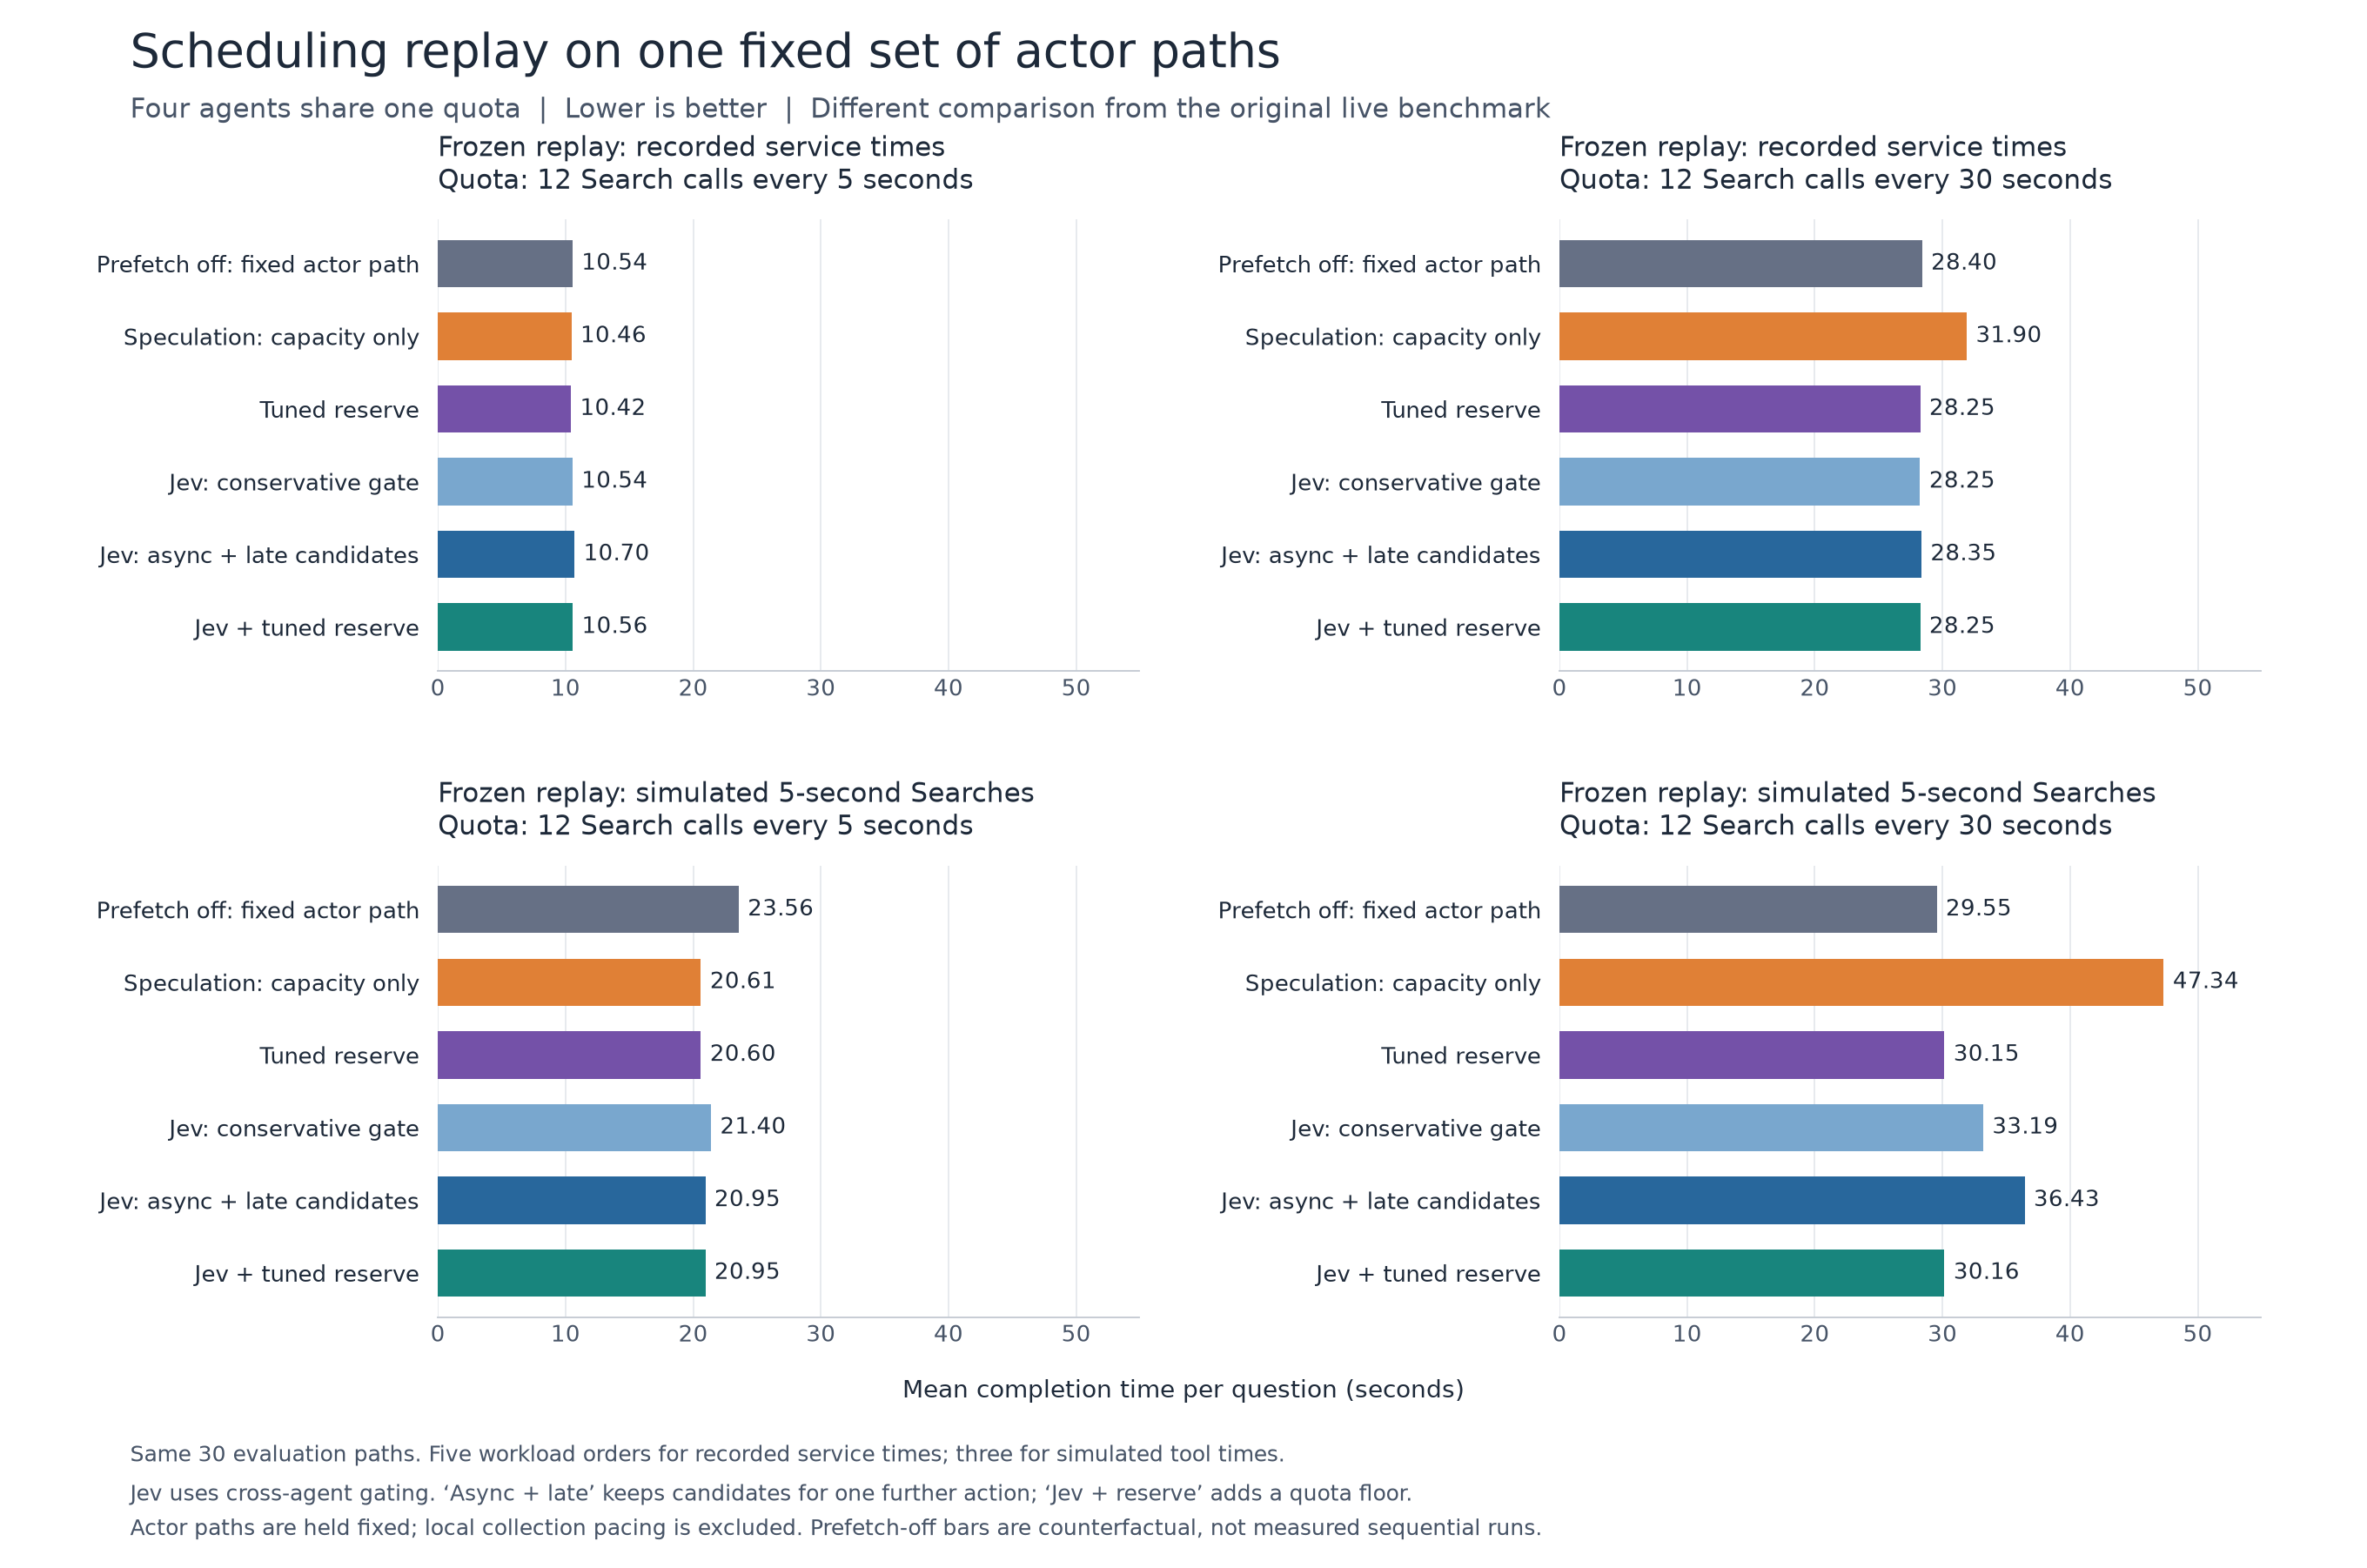 Scheduling replay on one fixed set of actor paths
Four agents share one quota | Lower is better | Different comparison from the original live benchmark
Frozen replay: recorded service times
Quota: 12 Search calls every 5 seconds
Prefetch off: fixed actor path
10.54
Speculation: capacity only
10.46
Tuned reserve
10.42
Jev: conservative gate
10.54
Jev: async + late candidates
10.70
Jev + tuned reserve
10.56
0 10 20 30 40 50
Frozen replay: recorded service times
Quota: 12 Search calls every 30 seconds
Prefetch off: fixed actor path
28.40
Speculation: capacity only
31.90
Tuned reserve
28.25
Jev: conservative gate
28.25
Jev: async + late candidates
28.35
Jev + tuned reserve
28.25
0 10 20 30 40 50
Frozen replay: simulated 5-second Searches
Quota: 12 Search calls every 5 seconds
Prefetch off: fixed actor path
23.56
Speculation: capacity only
20.61
Tuned reserve
20.60
Jev: conservative gate
21.40
Jev: async + late candidates
20.95
Jev + tuned reserve
20.95
0 10 20 30 40 50
Frozen replay: simulated 5-second Searches
Quota: 12 Search calls every 30 seconds
Prefetch off: fixed actor path
29.55
Speculation: capacity only
47.34
Tuned reserve
30.15
Jev: conservative gate
33.19
Jev: async + late candidates
36.43
Jev + tuned reserve
30.16
0 10 20 30 40 50
Mean completion time per question (seconds)
Same 30 evaluation paths. Five workload orders for recorded service times; three for simulated tool times.
Jev uses cross-agent gating. ‘Async + late’ keeps candidates for one further action; ‘Jev + reserve’ adds a quota floor.
Actor paths are held fixed; local collection pacing is excluded. Prefetch-off bars are counterfactual, not measured sequential runs.